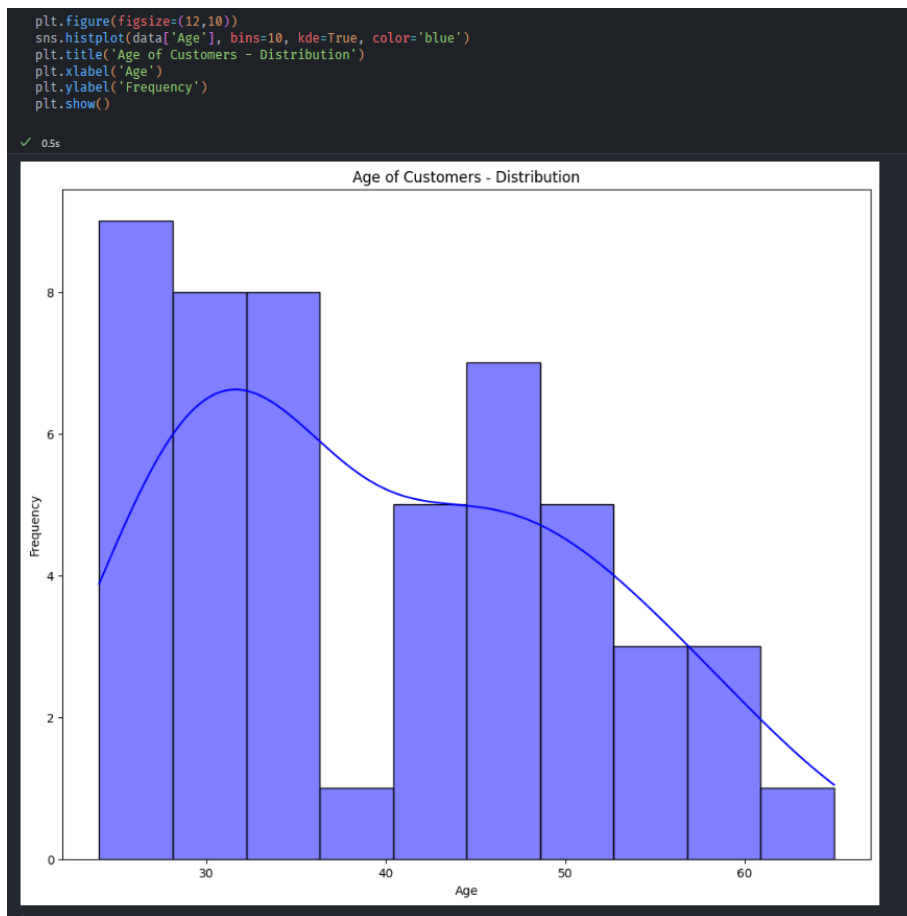 plt.figure(figsize=(12,10))
sns.histplot(data['Age'], bins=10, kde=True, color='blue')
plt.title('Age of Customers - Distribution')
plt.xlabel('Age')
plt.ylabel('Frequency')
plt.show()
✓ 0.5s
Age of Customers - Distribution
8
6
4
2
0
Frequency
30 40 50 60
Age